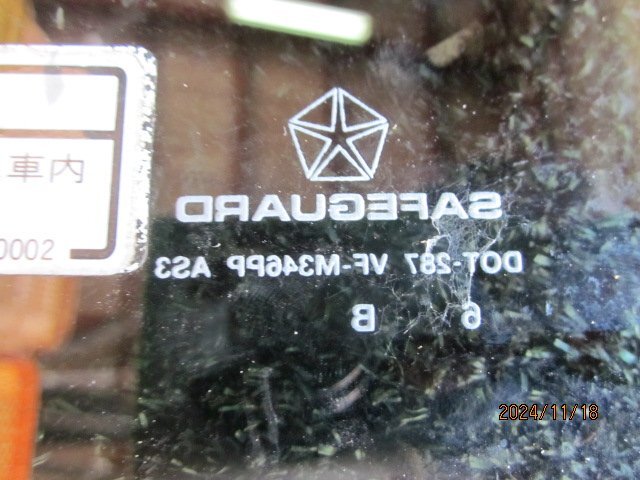 車内
0002
SAFEGUARD
DOT-287 VF-M346PP AS3
6 B
2024/11/18